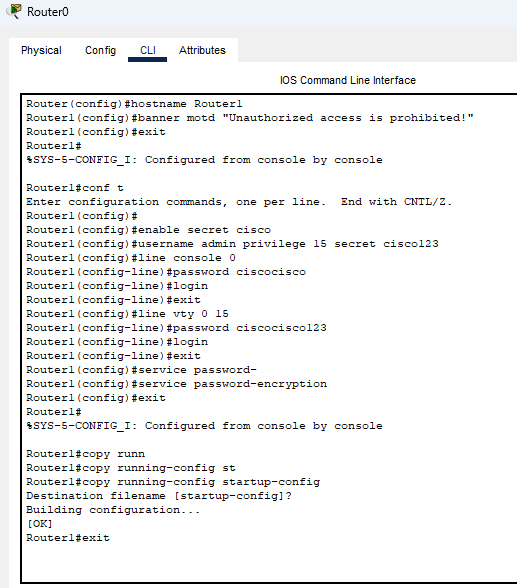 Router0
Physical Config CLI Attributes
IOS Command Line Interface
Router(config)#hostname Router1
Router1(config)#banner motd "Unauthorized access is prohibited!"
Router1(config)#exit
Router1#
%SYS-5-CONFIG_I: Configured from console by console
Router1#conf t
Enter configuration commands, one per line.  End with CNTL/Z.
Router1(config)#
Router1(config)#enable secret cisco
Router1(config)#username admin privilege 15 secret cisco123
Router1(config)#line console 0
Router1(config-line)#password ciscocisco
Router1(config-line)#login
Router1(config-line)#exit
Router1(config)#line vty 0 15
Router1(config-line)#password ciscocisco123
Router1(config-line)#login
Router1(config-line)#exit
Router1(config)#service password-
Router1(config)#service password-encryption
Router1(config)#exit
Router1#
%SYS-5-CONFIG_I: Configured from console by console
Router1#copy runn
Router1#copy running-config st
Router1#copy running-config startup-config
Destination filename [startup-config]?
Building configuration...
[OK]
Router1#exit